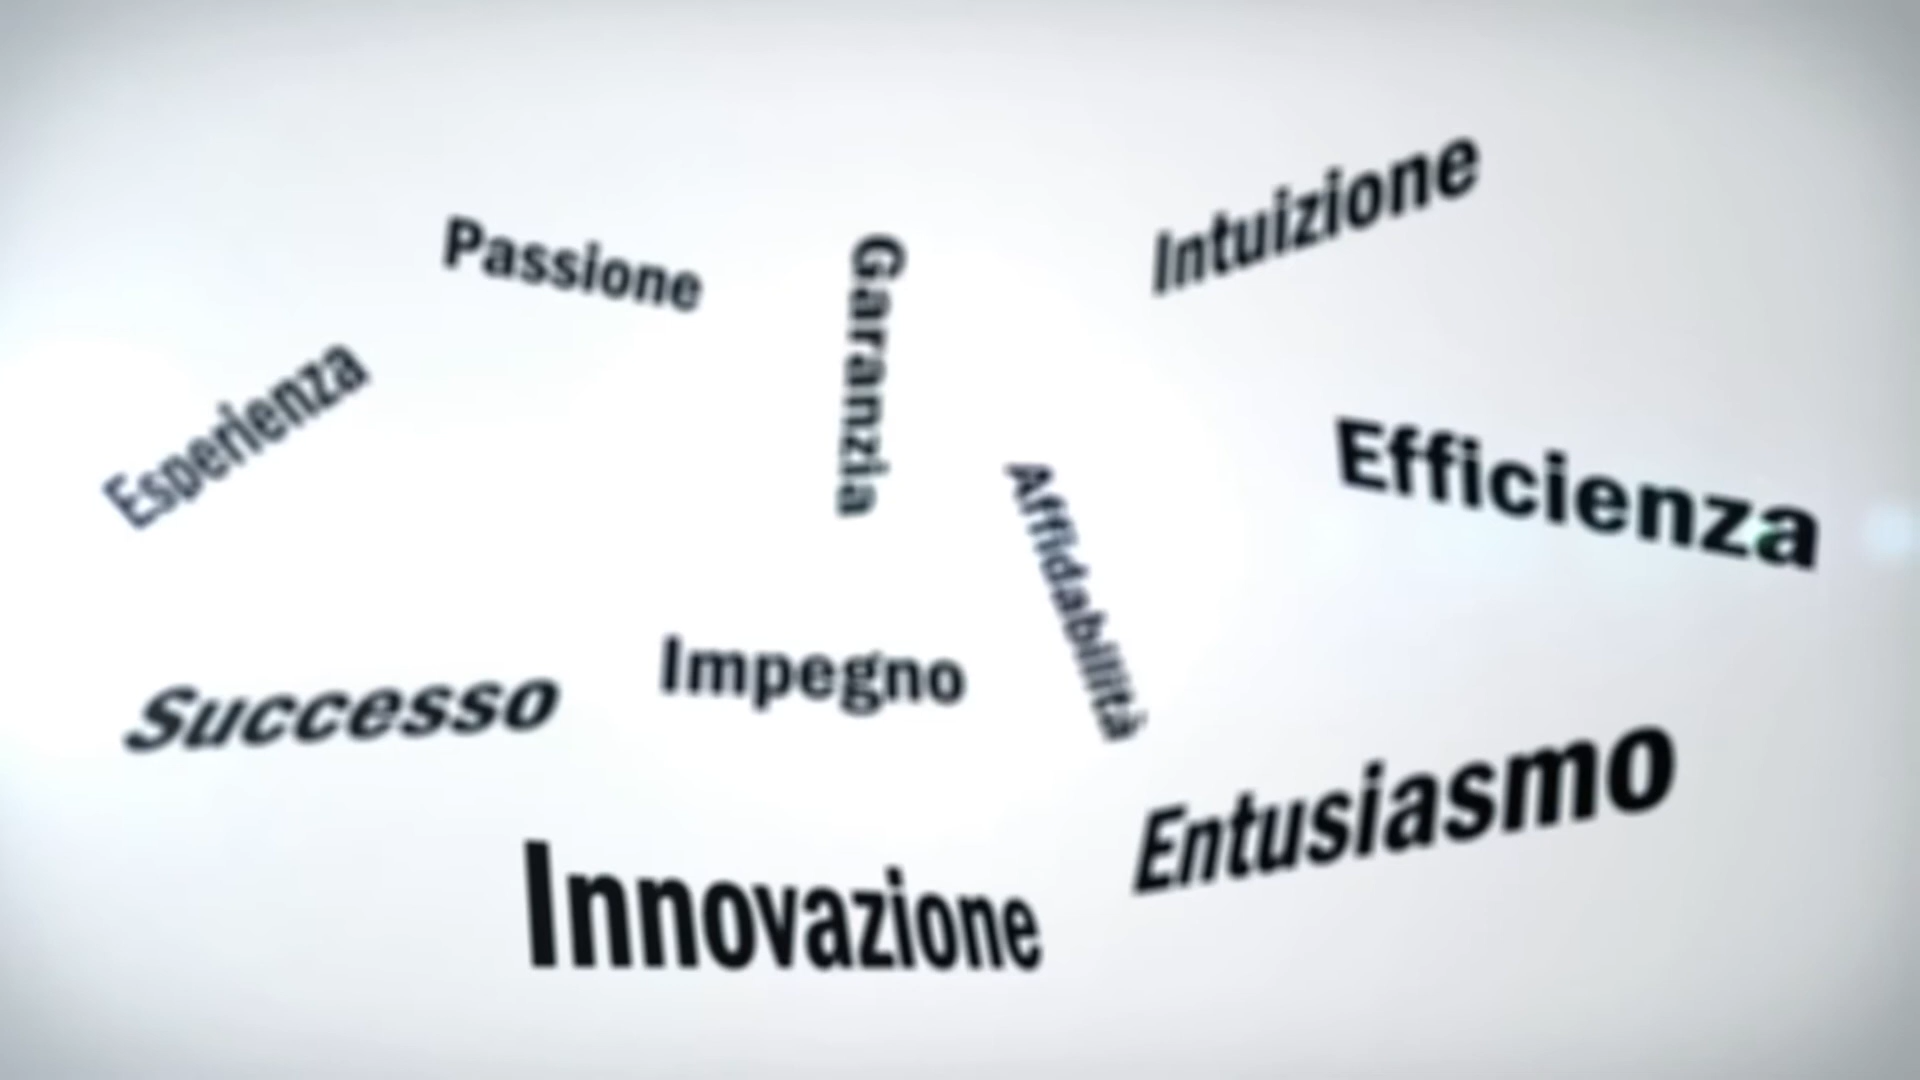 Intuizione
Passione
Garanzia
Esperienza
Efficienza
Affidabilità
Impegno
Successo
Entusiasmo
Innovazione